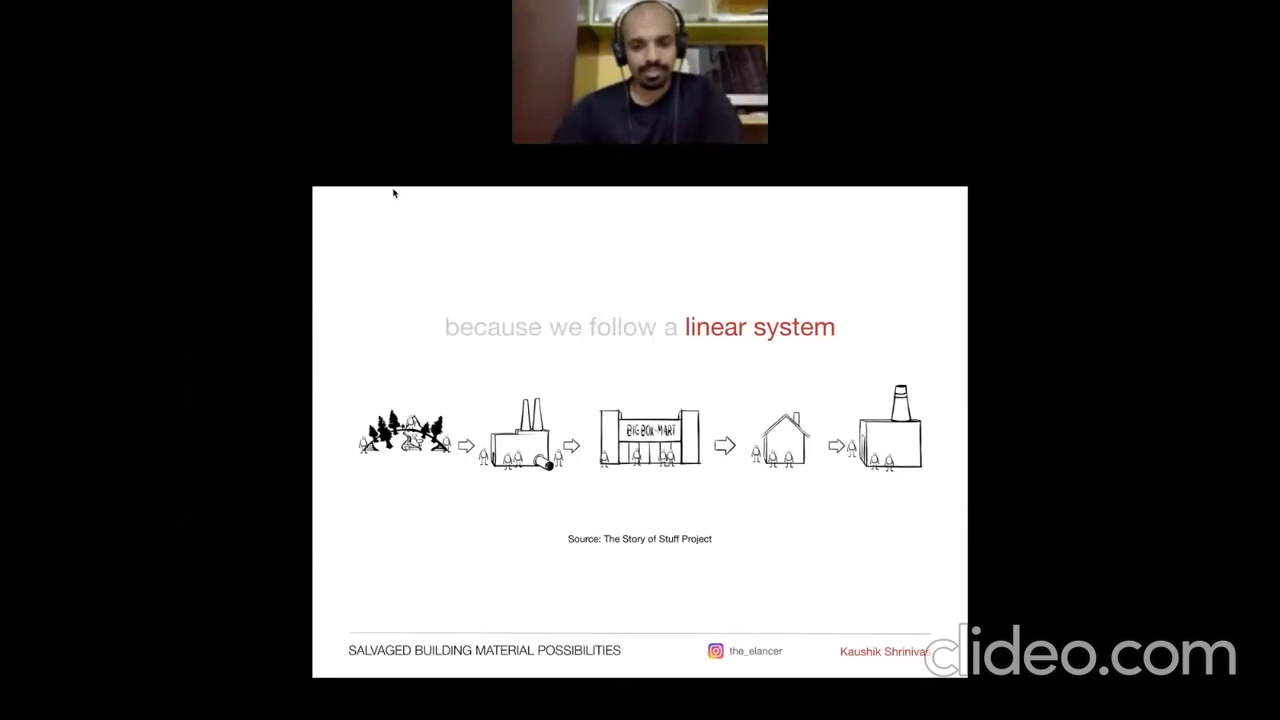 because we follow a linear system
BIG BOX-MART
Source: The Story of Stuff Project
SALVAGED BUILDING MATERIAL POSSIBILITIES
the_elancer
Kaushik Shrinivas
clideo.com